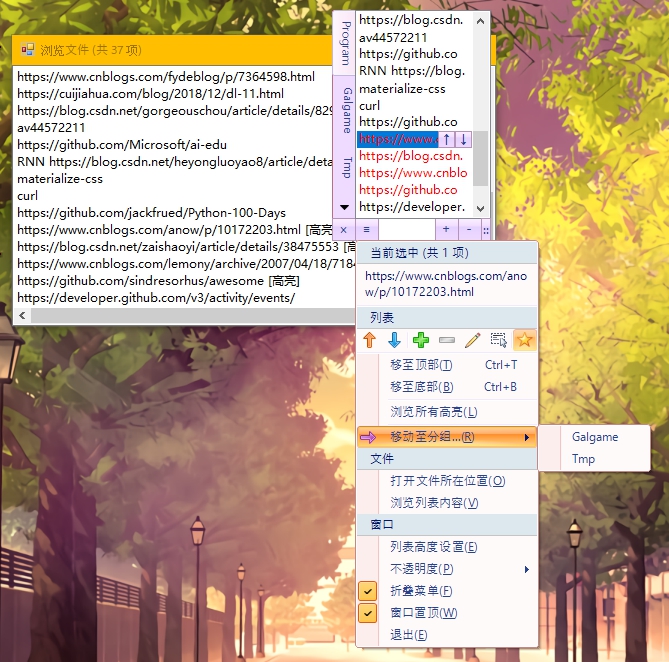 浏览文件 (共 37 项)
https://www.cnblogs.com/fydeblog/p/7364598.html
https://cuijiahua.com/blog/2018/12/dl-11.html
https://blog.csdn.net/gorgeouschou/article/details/829
av44572211
https://github.com/Microsoft/ai-edu
RNN https://blog.csdn.net/heyongluoyao8/article/deta
materialize-css
curl
https://github.com/jackfrued/Python-100-Days
https://www.cnblogs.com/anow/p/10172203.html [高亮
https://blog.csdn.net/zaishaoyi/article/details/38475553 [高
https://www.cnblogs.com/lemony/archive/2007/04/18/7184
https://github.com/sindresorhus/awesome [高亮]
https://developer.github.com/v3/activity/events/
Program
Galgame
Tmp
https://blog.csdn.
av44572211
https://github.co
RNN https://blog.
materialize-css
curl
https://github.co
https://www.
https://blog.csdn.
https://www.cnblo
https://github.co
https://developer.
× ≡ + -
当前选中 (共 1 项)
https://www.cnblogs.com/ano
w/p/10172203.html
列表
移至顶部(T) Ctrl+T
移至底部(B) Ctrl+B
浏览所有高亮(L)
移动至分组...(R)
Galgame
Tmp
文件
打开文件所在位置(O)
浏览列表内容(V)
窗口
列表高度设置(E)
不透明度(P)
折叠菜单(F)
窗口置顶(W)
退出(E)